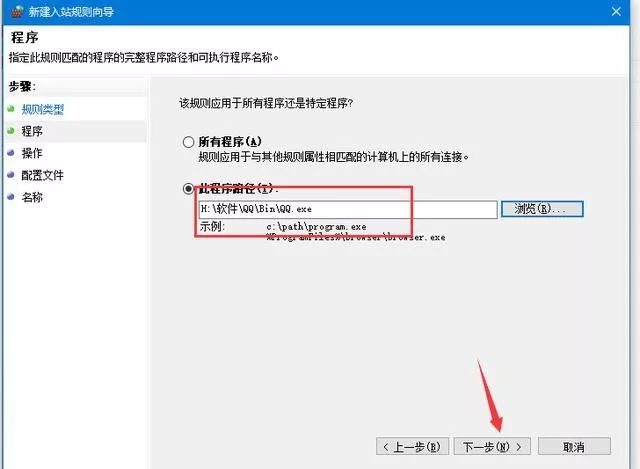 新建入站规则向导
程序
指定此规则匹配的程序的完整程序路径和可执行程序名称。
步骤:
规则类型
程序
操作
配置文件
名称
该规则应用于所有程序还是特定程序?
所有程序(A)
规则应用于与其他规则属性相匹配的计算机上的所有连接。
此程序路径(T):
H:\软件\QQ\Bin\QQ.exe
浏览(R)...
示例:
c:\path\program.exe
%ProgramFiles%\browser\browser.exe
< 上一步(B)
下一步(N) >
取消